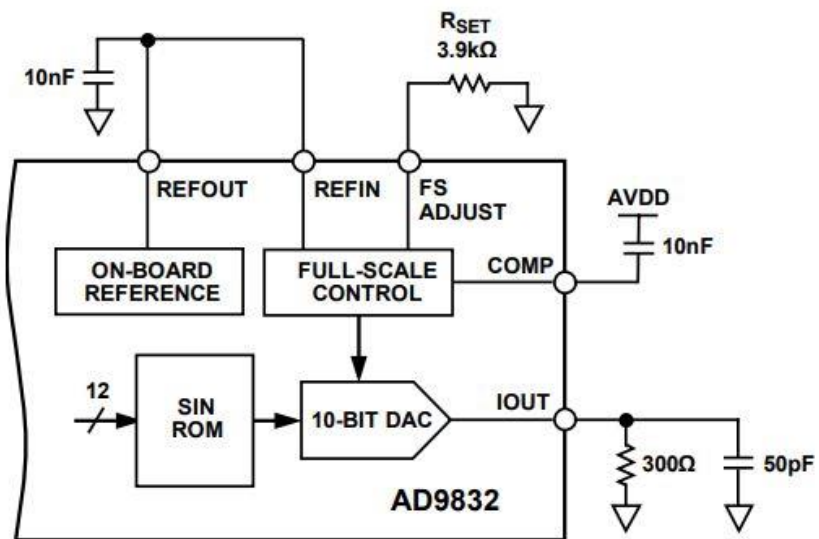 RSET
3.9kΩ
10nF
REFOUT
REFIN
FS
ADJUST
AVDD
10nF
ON-BOARD
REFERENCE
FULL-SCALE
CONTROL
COMP
12
SIN
ROM
10-BIT DAC
IOUT
300Ω
50pF
AD9832